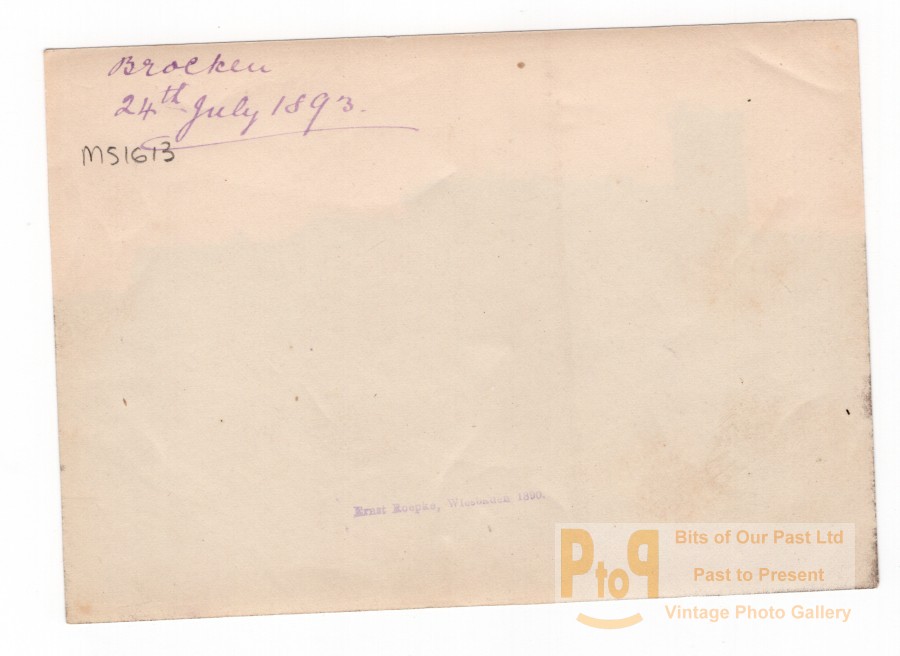 Brocken
24th July 1893.
MS1613
Ernst Roepke, Wiesbaden 1890.
PtoP
Bits of Our Past Ltd
Past to Present
Vintage Photo Gallery